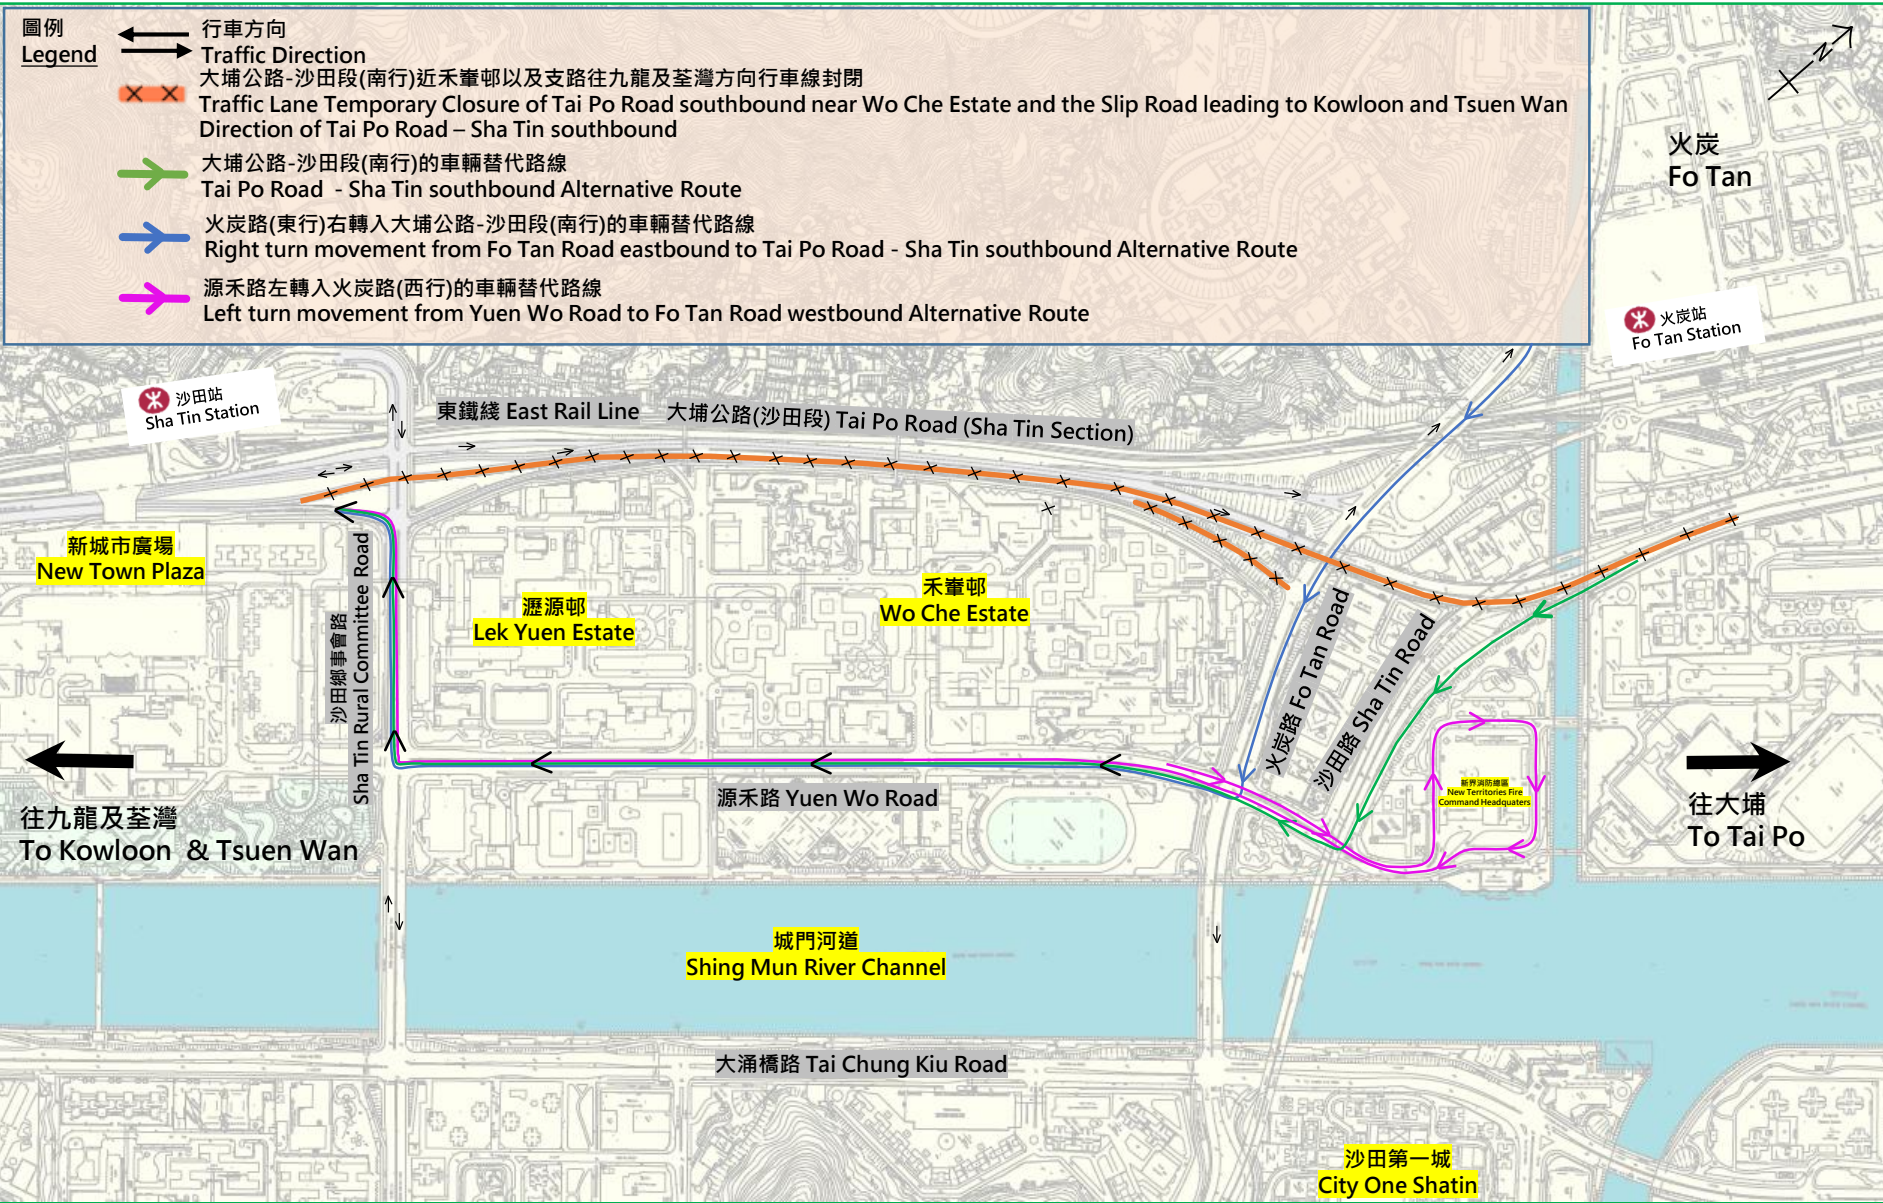 圖例
Legend
行車方向
Traffic Direction
大埔公路-沙田段(南行)近禾輋邨以及支路往九龍及荃灣方向行車線封閉
Traffic Lane Temporary Closure of Tai Po Road southbound near Wo Che Estate and the Slip Road leading to Kowloon and Tsuen Wan
Direction of Tai Po Road – Sha Tin southbound
大埔公路-沙田段(南行)的車輛替代路線
Tai Po Road - Sha Tin southbound Alternative Route
火炭路(東行)右轉入大埔公路-沙田段(南行)的車輛替代路線
Right turn movement from Fo Tan Road eastbound to Tai Po Road - Sha Tin southbound Alternative Route
源禾路左轉入火炭路(西行)的車輛替代路線
Left turn movement from Yuen Wo Road to Fo Tan Road westbound Alternative Route
N
火炭
Fo Tan
火炭站
Fo Tan Station
沙田站
Sha Tin Station
東鐵綫 East Rail Line
大埔公路(沙田段) Tai Po Road (Sha Tin Section)
新城市廣場
New Town Plaza
沙田鄉事會路
Sha Tin Rural Committee Road
瀝源邨
Lek Yuen Estate
禾輋邨
Wo Che Estate
火炭路 Fo Tan Road
沙田路 Sha Tin Road
新界消防總區
New Territories Fire
Command Headquaters
源禾路 Yuen Wo Road
往九龍及荃灣
To Kowloon & Tsuen Wan
往大埔
To Tai Po
城門河道
Shing Mun River Channel
大涌橋路 Tai Chung Kiu Road
沙田第一城
City One Shatin